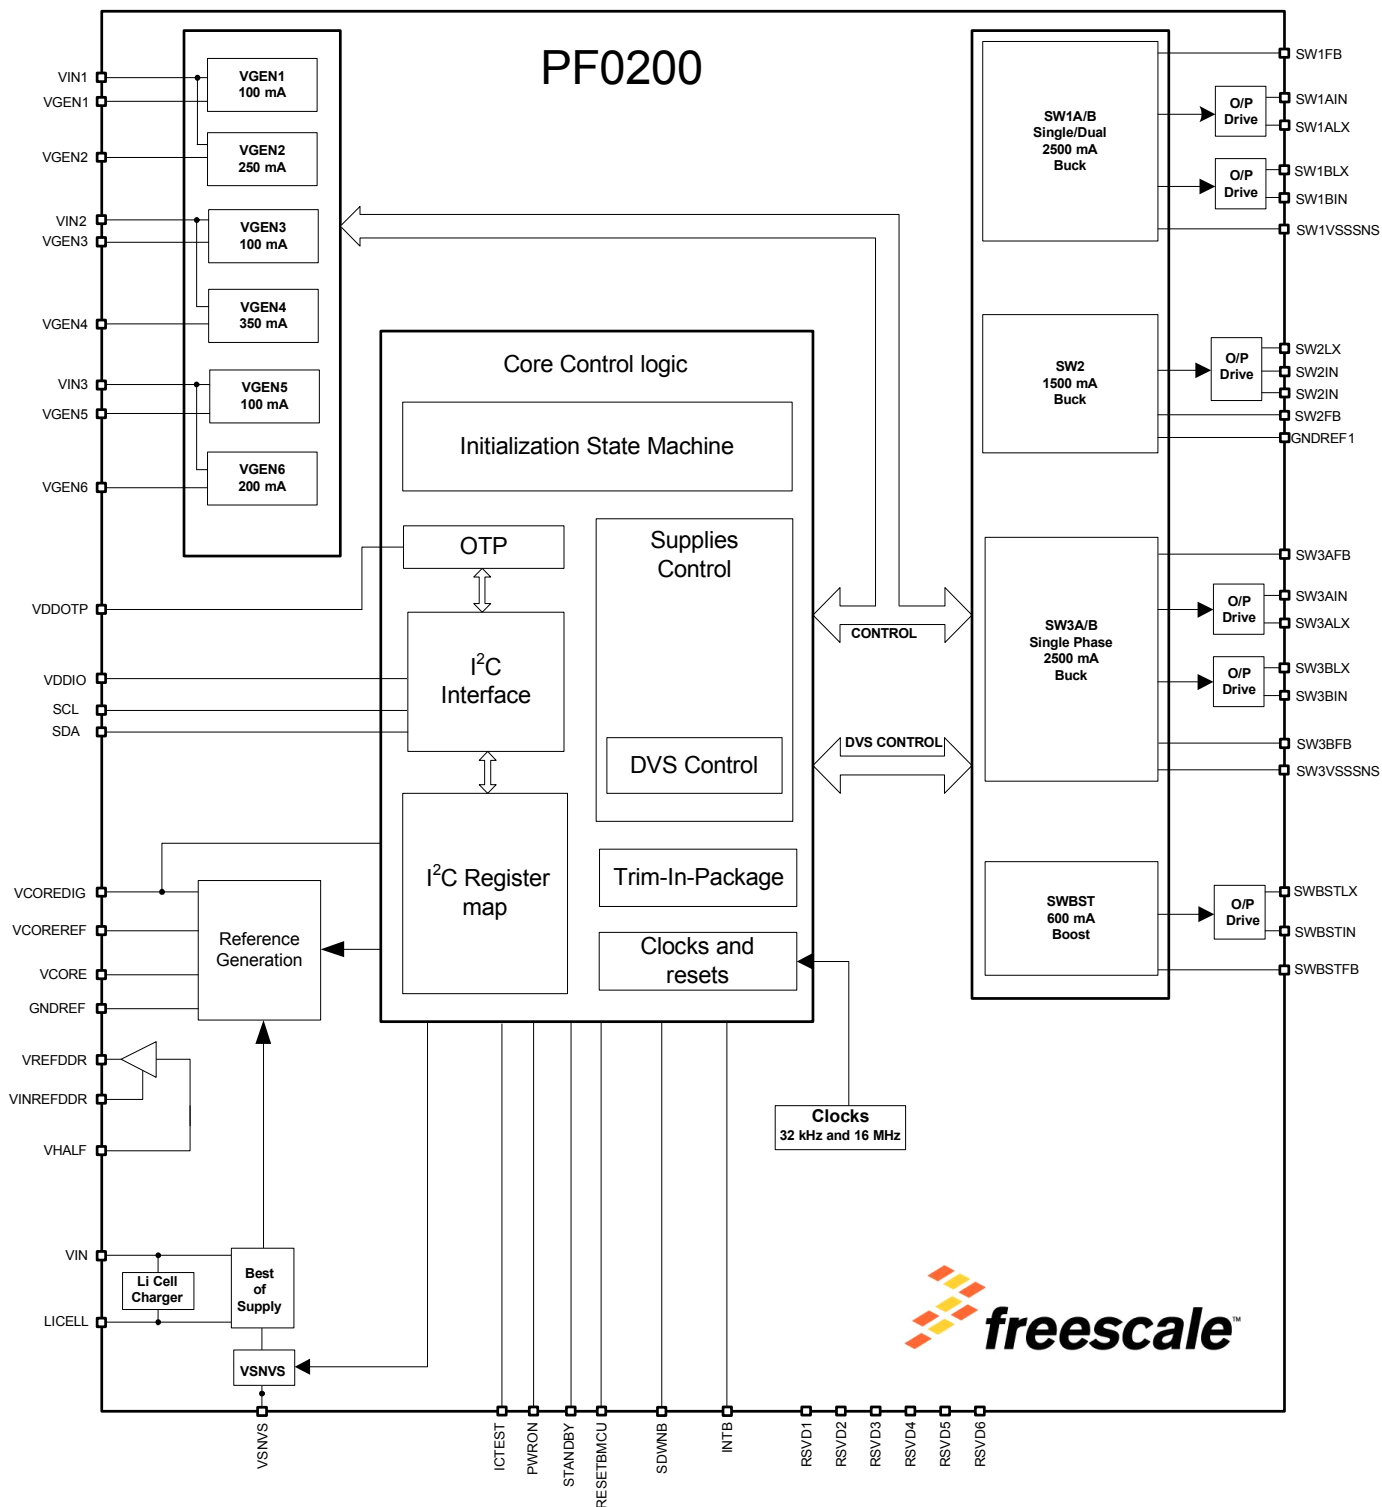 PF0200
VIN1
VGEN1
VGEN2
VIN2
VGEN3
VGEN4
VIN3
VGEN5
VGEN6
VDDOTP
VDDIO
SCL
SDA
VCOREDIG
VCOREREF
VCORE
GNDREF
VREFDDR
VINREFDDR
VHALF
VIN
LICELL
VGEN1
100 mA
VGEN2
250 mA
VGEN3
100 mA
VGEN4
350 mA
VGEN5
100 mA
VGEN6
200 mA
Core Control logic
Initialization State Machine
OTP
I²C
Interface
I²C Register
map
Supplies
Control
DVS Control
Trim-In-Package
Clocks and
resets
Reference
Generation
Li Cell
Charger
Best
of
Supply
VSNVS
Clocks
32 kHz and 16 MHz
CONTROL
DVS CONTROL
SW1A/B
Single/Dual
2500 mA
Buck
SW2
1500 mA
Buck
SW3A/B
Single Phase
2500 mA
Buck
SWBST
600 mA
Boost
O/P
Drive
O/P
Drive
O/P
Drive
O/P
Drive
O/P
Drive
O/P
Drive
SW1FB
SW1AIN
SW1ALX
SW1BLX
SW1BIN
SW1VSSSNS
SW2LX
SW2IN
SW2IN
SW2FB
GNDREF1
SW3AFB
SW3AIN
SW3ALX
SW3BLX
SW3BIN
SW3BFB
SW3VSSSNS
SWBSTLX
SWBSTIN
SWBSTFB
freescale™
VSNVS
ICTEST
PWRON
STANDBY
RESETBMCU
SDWNB
INTB
RSVD1
RSVD2
RSVD3
RSVD4
RSVD5
RSVD6